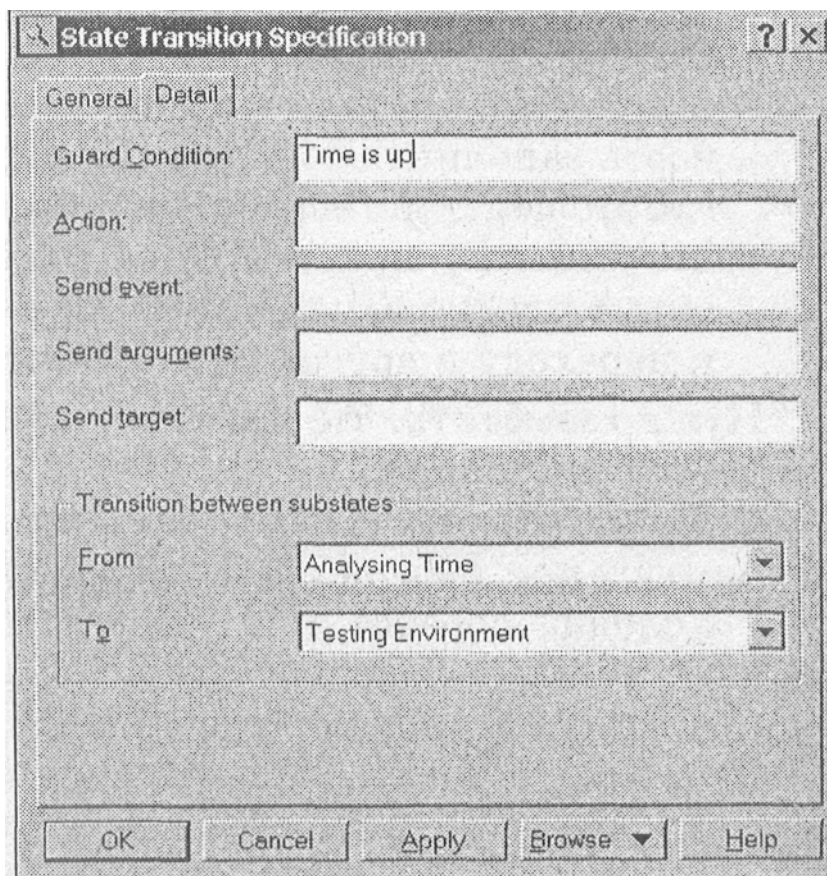 State Transition Specification
? ×
General Detail
Guard Condition: Time is up
Action:
Send event:
Send arguments:
Send target:
Transition between substates
From Analysing Time
To Testing Environment
OK Cancel Apply Browse Help